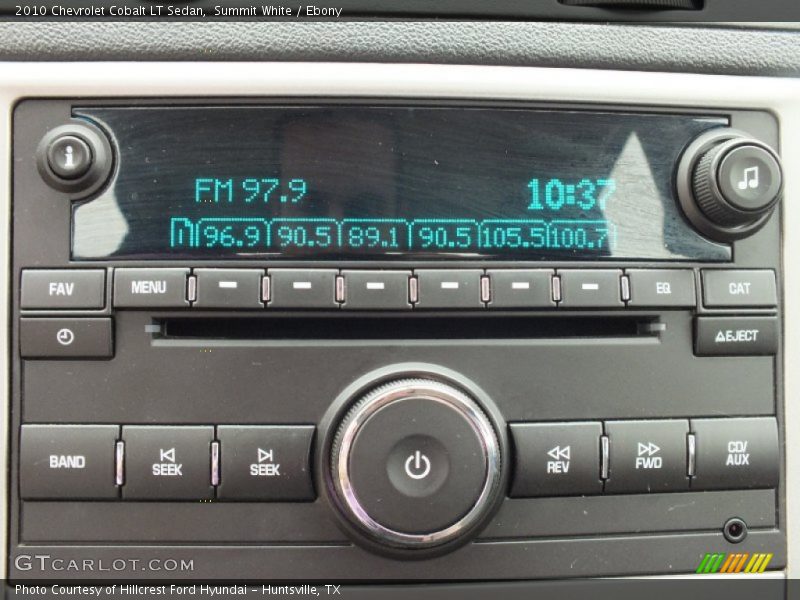 2010 Chevrolet Cobalt LT Sedan, Summit White / Ebony
i
FM 97.9 10:37
96.9 90.5 89.1 90.5 105.5 100.7
FAV MENU EQ CAT
EJECT
BAND SEEK SEEK REV FWD CD/AUX
GTCARLOT.COM
Photo Courtesy of Hillcrest Ford Hyundai – Huntsville, TX